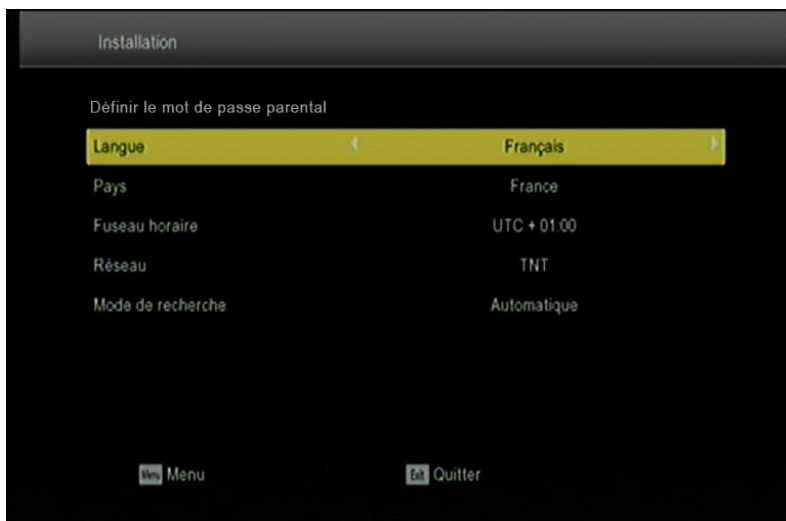 Installation
Définir le mot de passe parental
Langue Français
Pays France
Fuseau horaire UTC + 01:00
Réseau TNT
Mode de recherche Automatique
Menu Menu Exit Quitter